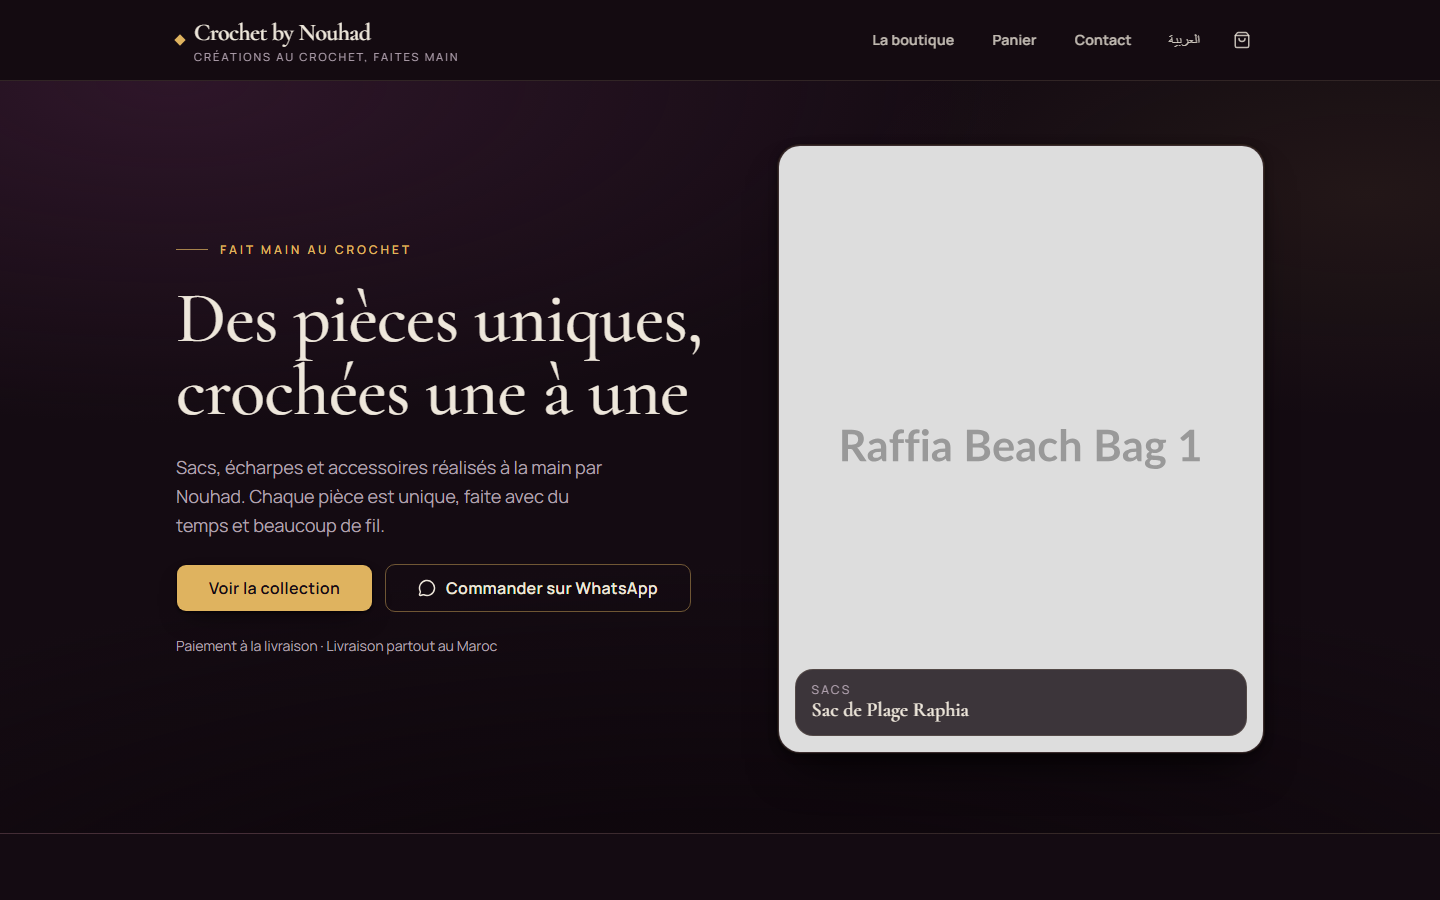 Crochet by Nouhad
CRÉATIONS AU CROCHET, FAITES MAIN
La boutique
Panier
Contact
العربية
FAIT MAIN AU CROCHET
Des pièces uniques,
crochées une à une
Sacs, écharpes et accessoires réalisés à la main par
Nouhad. Chaque pièce est unique, faite avec du
temps et beaucoup de fil.
Voir la collection
Commander sur WhatsApp
Paiement à la livraison · Livraison partout au Maroc
Raffia Beach Bag 1
SACS
Sac de Plage Raphia